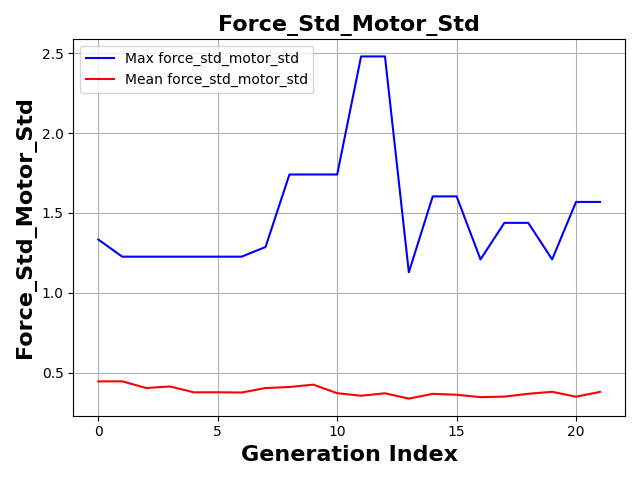 Force_Std_Motor_Std
Max force_std_motor_std
Mean force_std_motor_std
Force_Std_Motor_Std
2.5
2.0
1.5
1.0
0.5
0
5
10
15
20
Generation Index